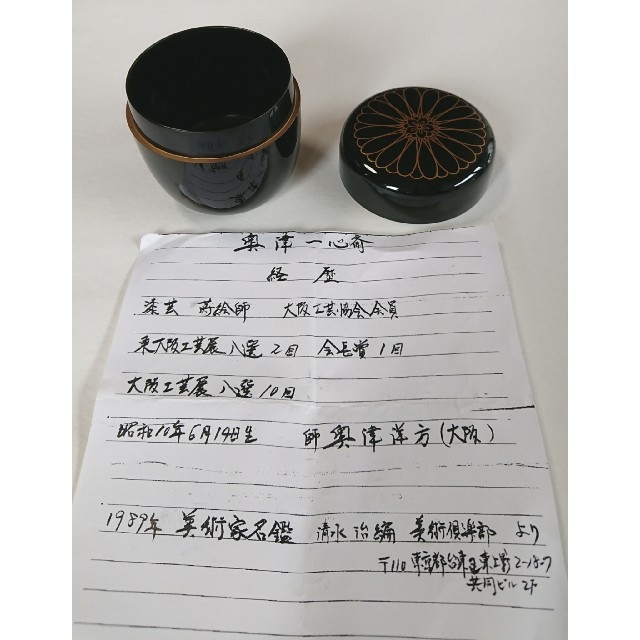 奥津一心斎
経歴
漆芸 蒔絵師 大阪工芸協会会員
東大阪工芸展入選2回 会長賞1回
大阪工芸展入選10回
昭和10年6月14日生 師 奥津洋方(大阪)
1989年 美術家名鑑 清水治編 美術倶楽部 より
〒110 東京都台東区東上野2-18-7
共同ビル2F